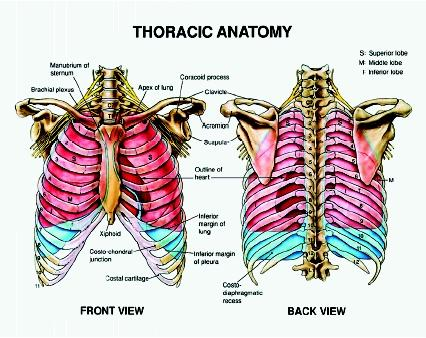 THORACIC ANATOMY
S: Superior lobe
M: Middle lobe
I: Inferior lobe
Manubrium of
sternum
Brachial plexus
Apex of lung
Coracoid process
Clavicle
Acromion
Scapula
Outline of
heart
M
Xiphoid
Costo-chondral
junction
Costal cartilage
Inferior
margin of
lung
Inferior margin
of pleura
Costo-
diaphragmatic
recess
FRONT VIEW
BACK VIEW